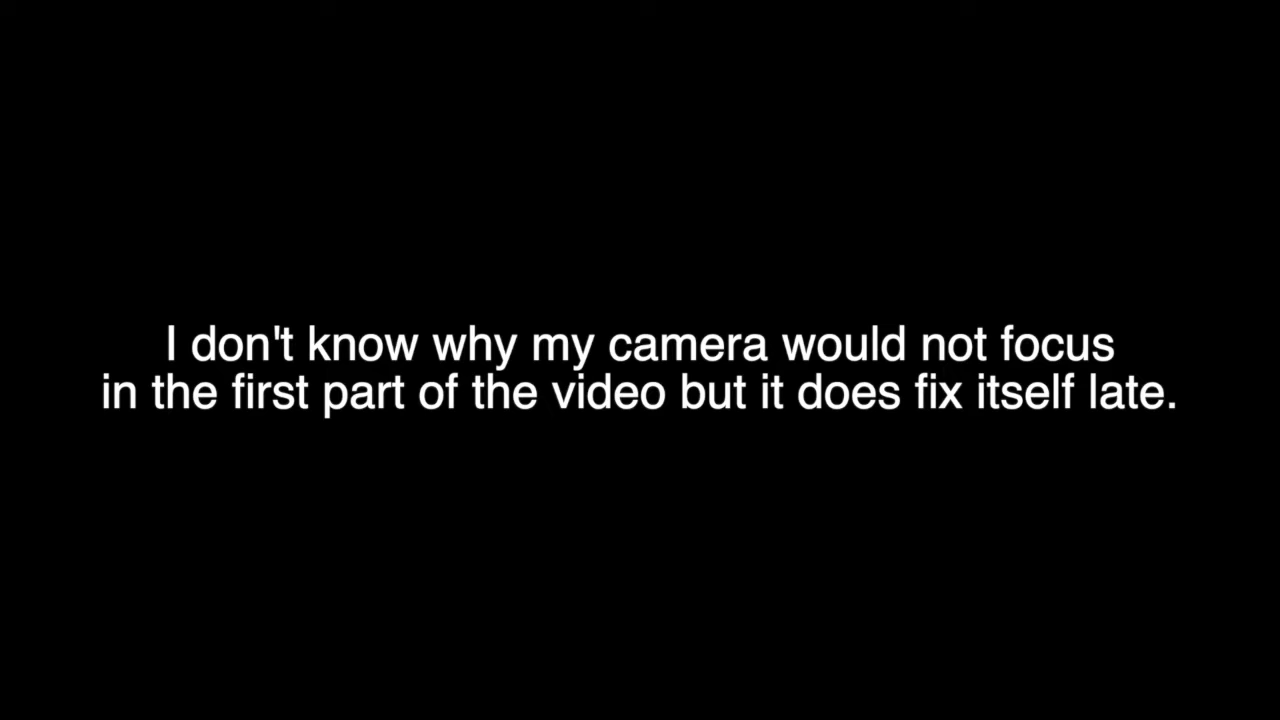 I don't know why my camera would not focus
in the first part of the video but it does fix itself late.